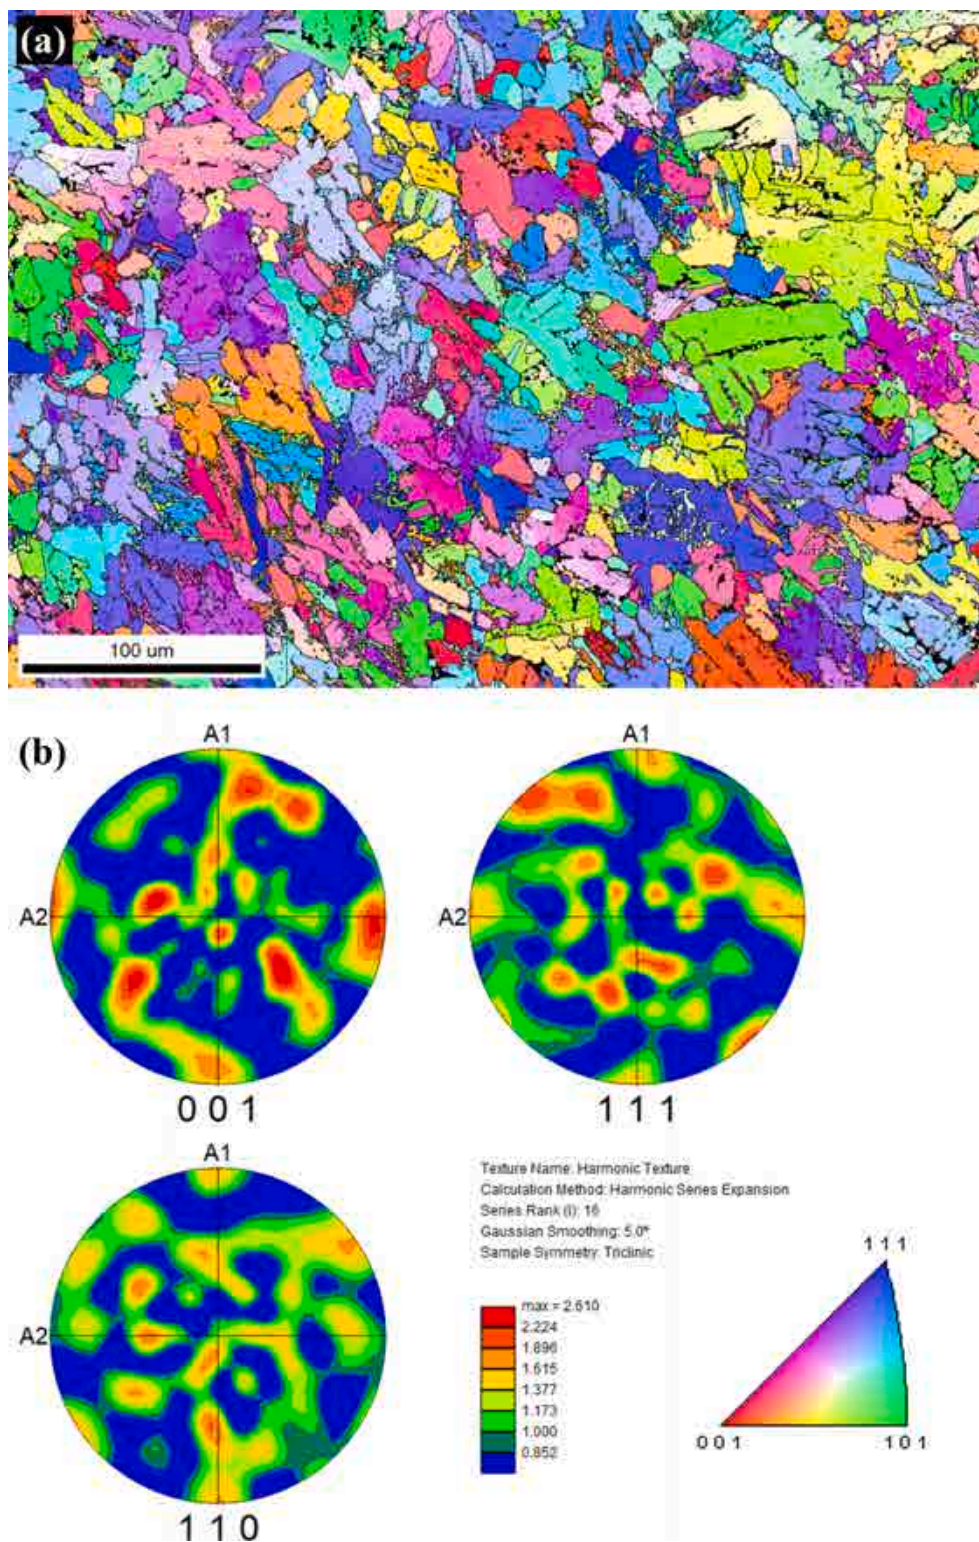 (a)
100 um
(b)
A1
A1
A2
A2
0 0 1
1 1 1
A1
A2
1 1 0
Texture Name: Harmonic Texture
Calculation Method: Harmonic Series Expansion
Series Rank (l): 16
Gaussian Smoothing: 5.0°
Sample Symmetry: Triclinic
max = 2.510
2.224
1.896
1.615
1.377
1.173
1.000
0.852
1 1 1
0 0 1
1 0 1